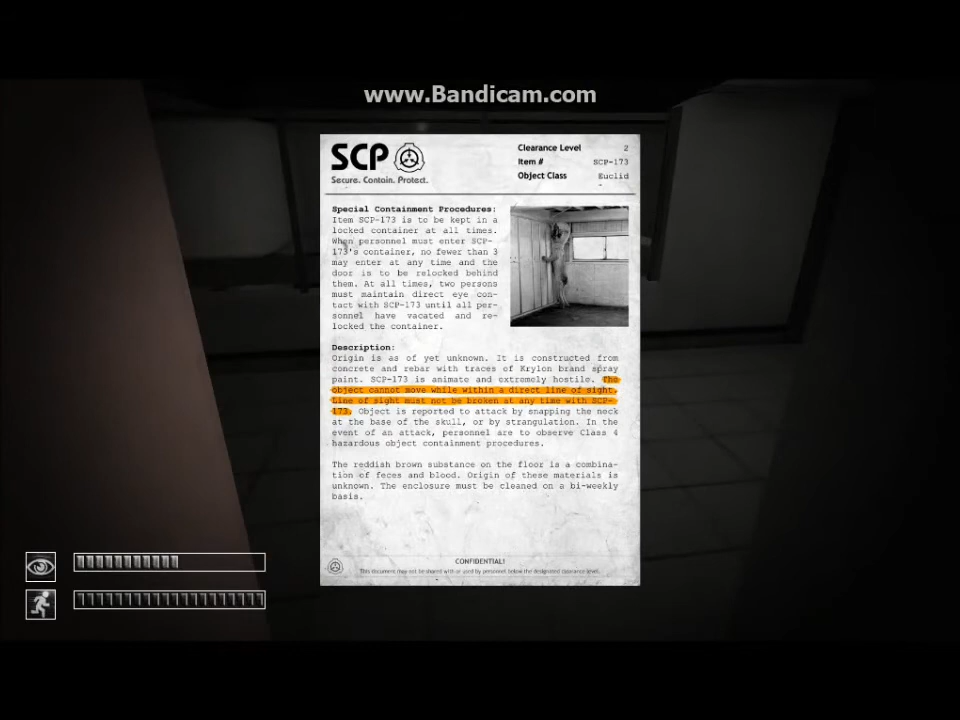 www.Bandicam.com
SCP
Secure. Contain. Protect.
Clearance Level 2
Item # SCP-173
Object Class Euclid
Special Containment Procedures:
Item SCP-173 is to be kept in a
locked container at all times.
When personnel must enter SCP-
173's container, no fewer than 3
may enter at any time and the
door is to be relocked behind
them. At all times, two persons
must maintain direct eye con-
tact with SCP-173 until all per-
sonnel have vacated and re-
locked the container.
Description:
Origin is as of yet unknown. It is constructed from
concrete and rebar with traces of Krylon brand spray
paint. SCP-173 is animate and extremely hostile. The
object cannot move while within a direct line of sight.
Line of sight must not be broken at any time with SCP-
173. Object is reported to attack by snapping the neck
at the base of the skull, or by strangulation. In the
event of an attack, personnel are to observe Class 4
hazardous object containment procedures.
The reddish brown substance on the floor is a combina-
tion of feces and blood. Origin of these materials is
unknown. The enclosure must be cleaned on a bi-weekly
basis.
CONFIDENTIAL!
This document may not be shared with or used by personnel below the designated clearance level.